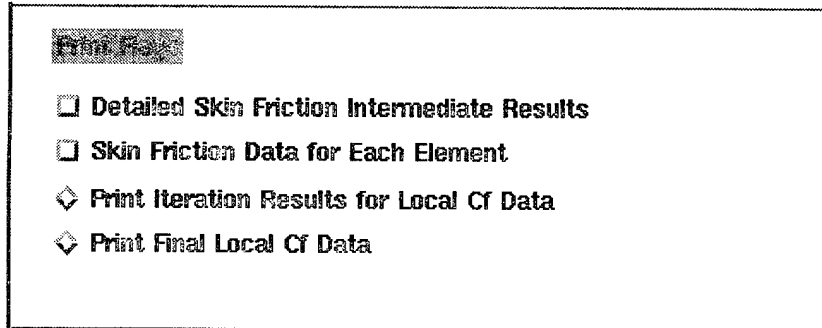 Print Flags
Detailed Skin Friction Intermediate Results
Skin Friction Data for Each Element
Print Iteration Results for Local Cf Data
Print Final Local Cf Data